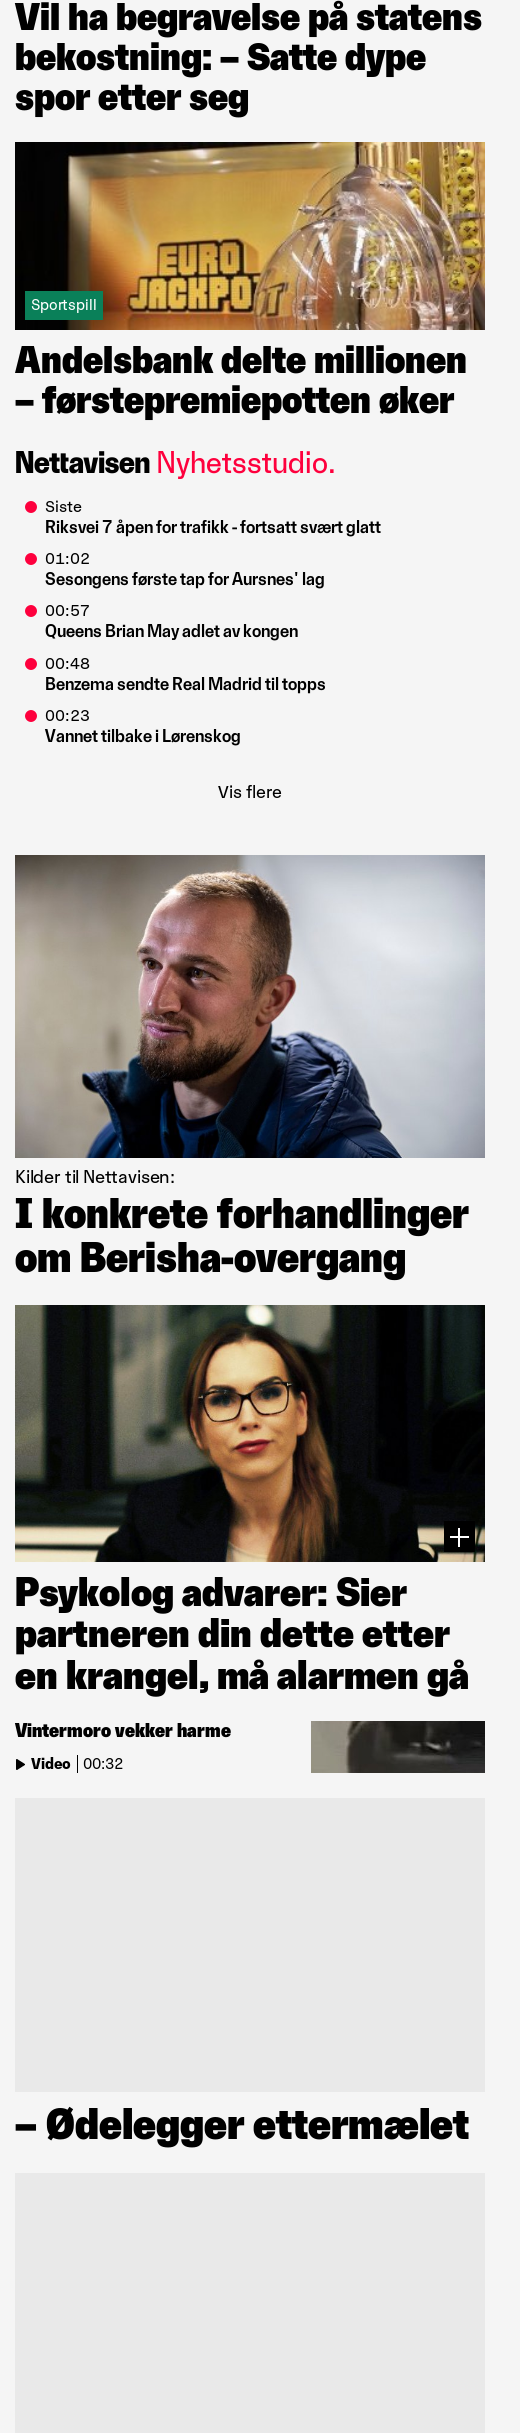 Vil ha begravelse på statens
bekostning: – Satte dype
spor etter seg
EURO
JACKPOT
Sportspill
Andelsbank delte millionen
– førstepremiepotten øker
Nettavisen Nyhetsstudio.
Siste
Riksvei 7 åpen for trafikk - fortsatt svært glatt
01:02
Sesongens første tap for Aursnes' lag
00:57
Queens Brian May adlet av kongen
00:48
Benzema sendte Real Madrid til topps
00:23
Vannet tilbake i Lørenskog
Vis flere
Kilder til Nettavisen:
I konkrete forhandlinger
om Berisha-overgang
Psykolog advarer: Sier
partneren din dette etter
en krangel, må alarmen gå
Vintermoro vekker harme
Video | 00:32
– Ødelegger ettermælet